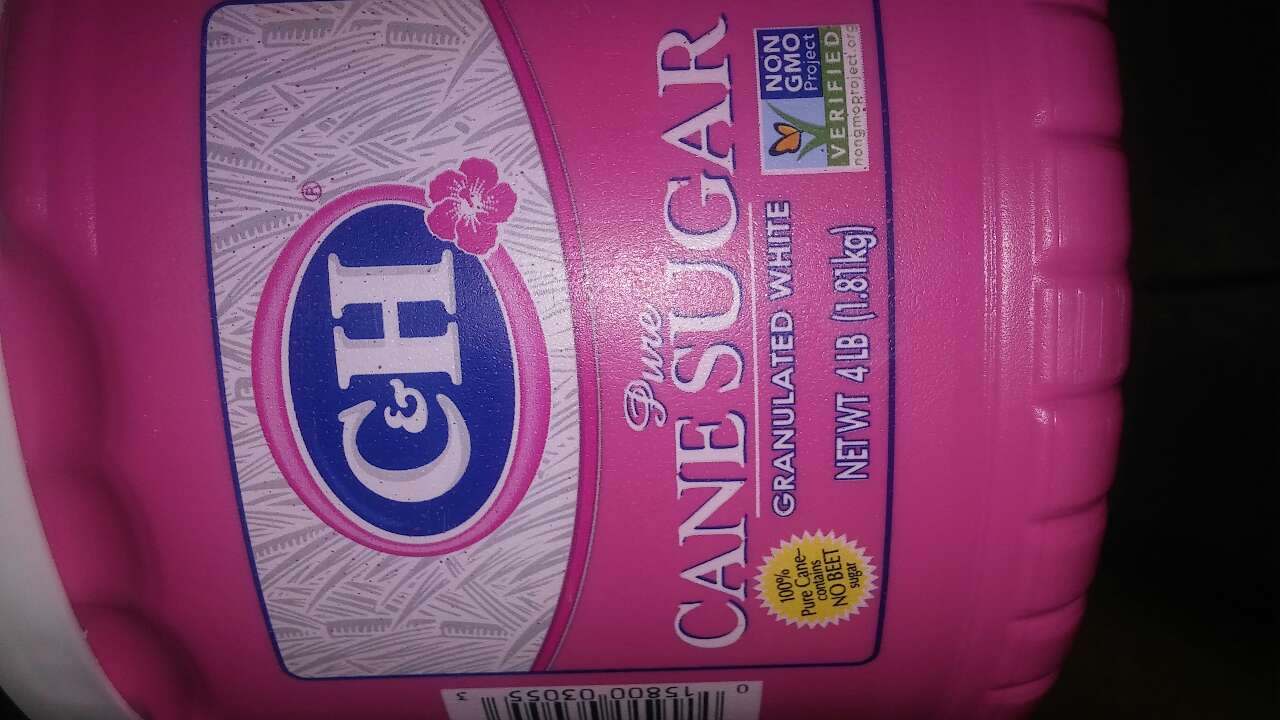 ®
C&H
Pure
CANE SUGAR
GRANULATED WHITE
NET WT 4 LB (1.81kg)
NON
GMO
Project
VERIFIED
nongmoproject.org
100%
Pure Cane-
contains
NO BEET
sugar
0 15800 03055 3